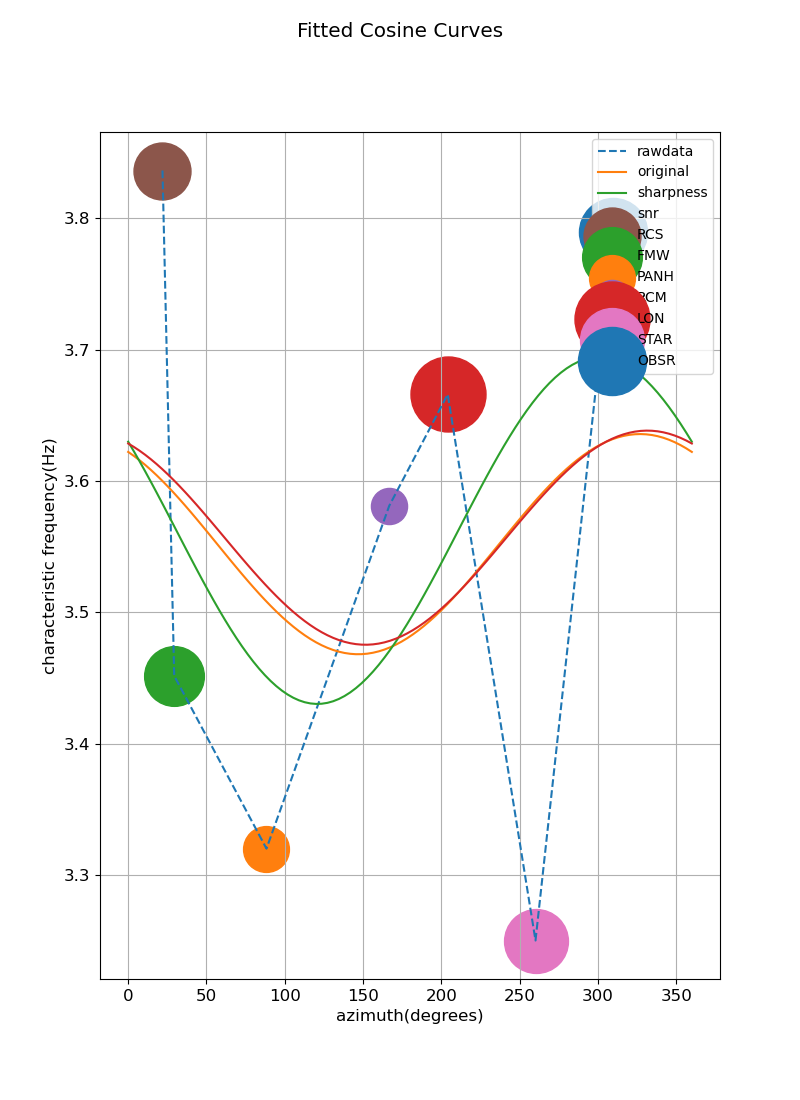 Fitted Cosine Curves
rawdata
original
sharpness
snr
RCS
FMW
PANH
PCM
LON
STAR
OBSR
characteristic frequency(Hz)
3.8
3.7
3.6
3.5
3.4
3.3
0 50 100 150 200 250 300 350
azimuth(degrees)